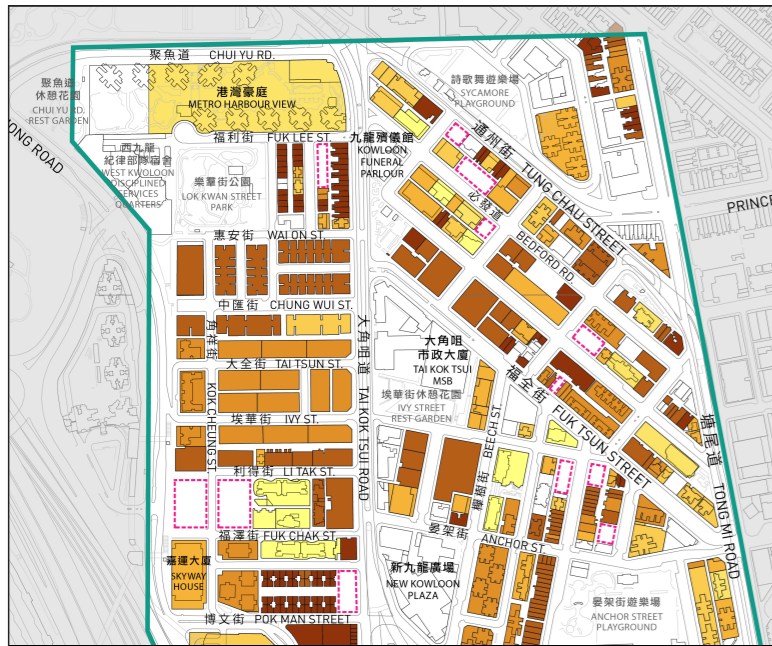 聚魚道 CHUI YU RD.
聚魚道
休憩花園
CHUI YU RD.
REST GARDEN
港灣豪庭
METRO HARBOUR VIEW
詩歌舞遊樂場
SYCAMORE
PLAYGROUND
TONG ROAD
西九龍
紀律部隊宿舍
WEST KWOLOON
DISCIPLINED
SERVICES
QUARTERS
福利街 FUK LEE ST.
九龍殯儀館
KOWLOON
FUNERAL
PARLOUR
樂羣街公園
LOK KWAN STREET
PARK
通州街 TUNG CHAU STREET
必發道
BEDFORD RD.
PRINCE
惠安街 WAI ON ST.
中匯街 CHUNG WUI ST.
角祥街
KOK CHEUNG ST.
大角咀道 TAI KOK TSUI ROAD
大角咀
市政大廈
TAI KOK TSUI
MSB
大全街 TAI TSUN ST.
埃華街休憩花園
IVY STREET
REST GARDEN
福全街 FUK TSUN STREET
埃華街 IVY ST.
塘尾道 TONG MI ROAD
利得街 LI TAK ST.
櫸樹街 BEECH ST.
晏架街
ANCHOR ST.
福澤街 FUK CHAK ST.
嘉運大廈
SKYWAY
HOUSE
新九龍廣場
NEW KOWLOON
PLAZA
晏架街遊樂場
ANCHOR STREET
PLAYGROUND
博文街 POK MAN STREET